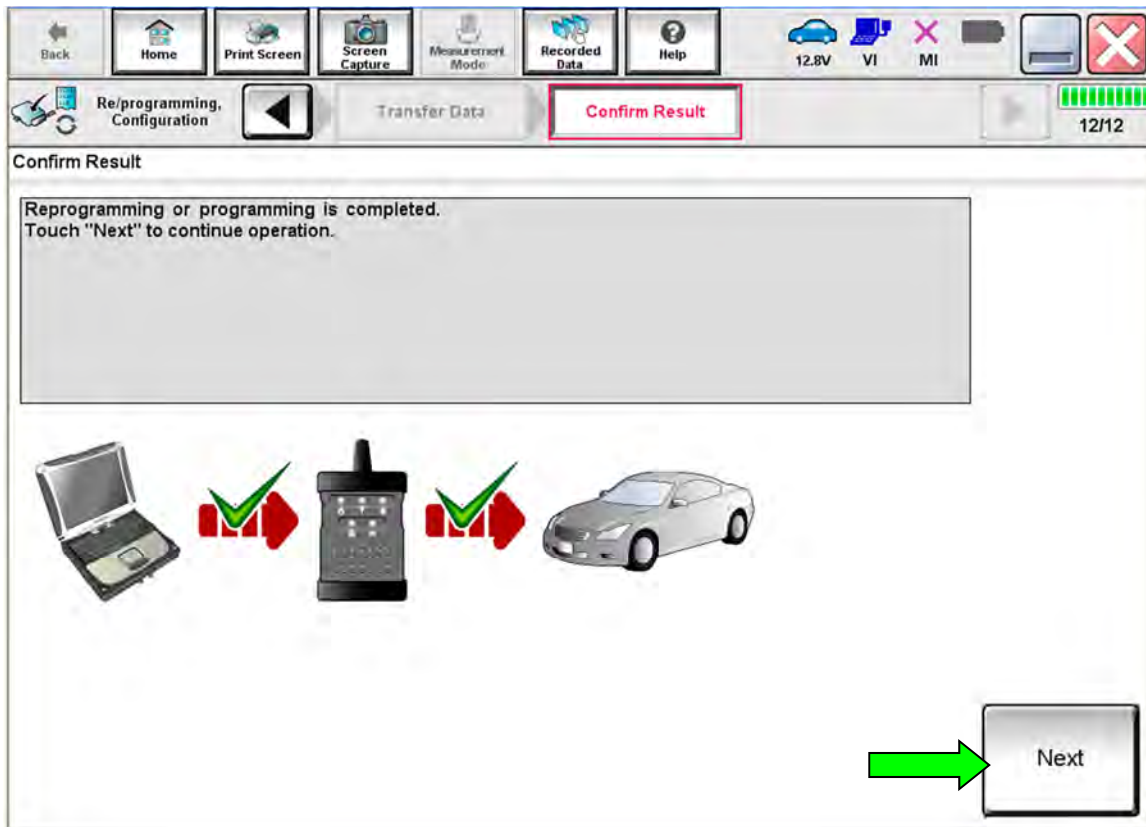 Back
Home
Print Screen
Screen
Capture
Measurement
Mode
Recorded
Data
Help
12.8V
VI
MI
Re/programming,
Configuration
Transfer Data
Confirm Result
12/12
Confirm Result
Reprogramming or programming is completed.
Touch "Next" to continue operation.
Next